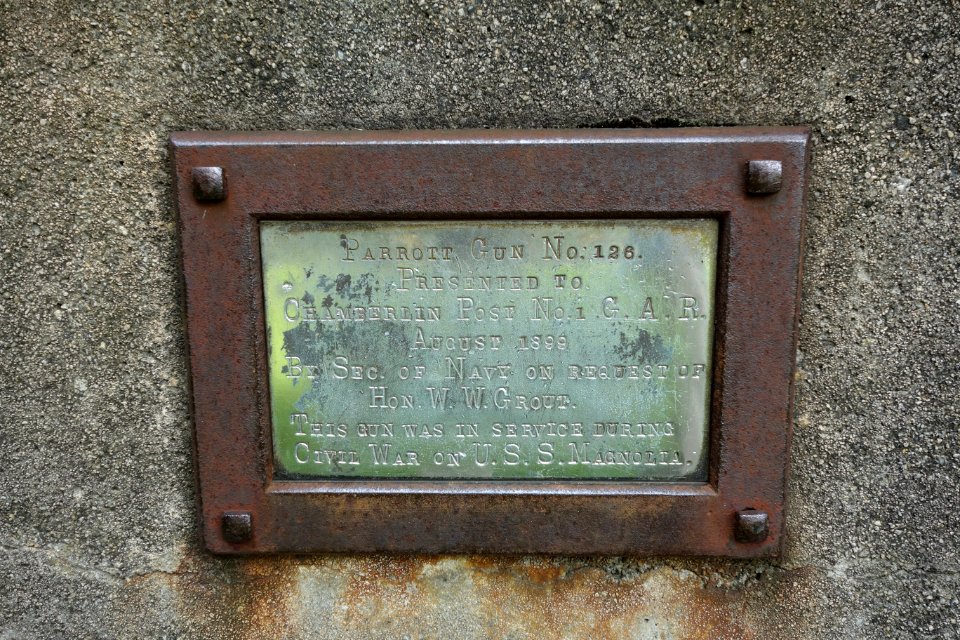 PARROTT GUN NO. 126.
PRESENTED TO
CHAMBERLIN POST NO. 1 G. A. R.
AUGUST 1899
BY SEC. OF NAVY ON REQUEST OF
HON. W. W. GROUT.
THIS GUN WAS IN SERVICE DURING
CIVIL WAR ON U. S. S. MAGNOLIA.